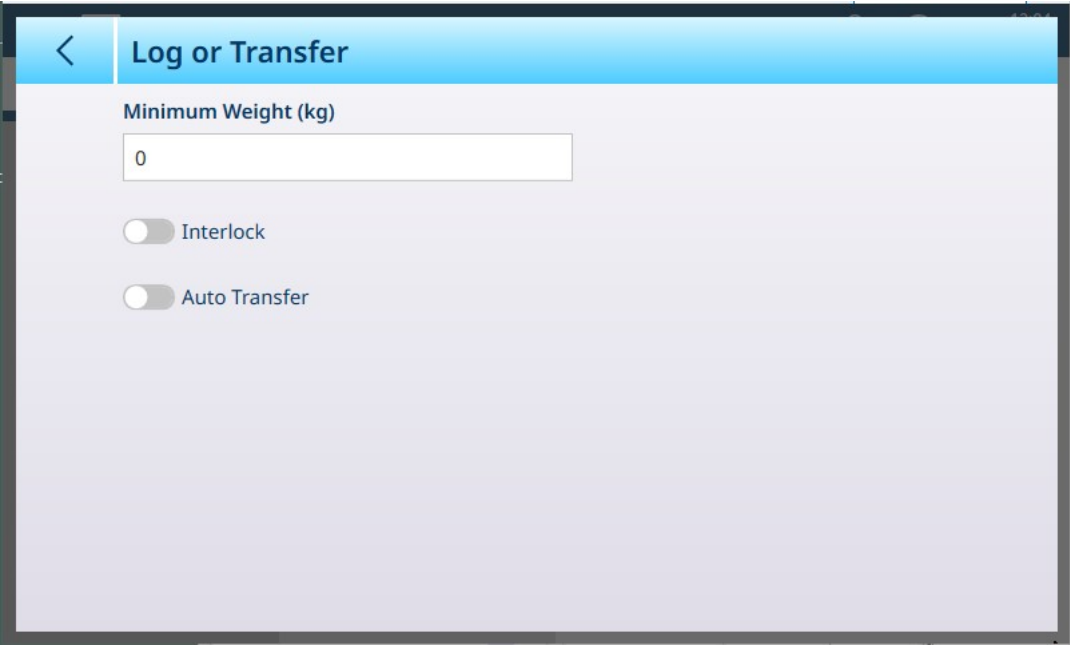 Log or Transfer
Minimum Weight (kg)
0
Interlock
Auto Transfer